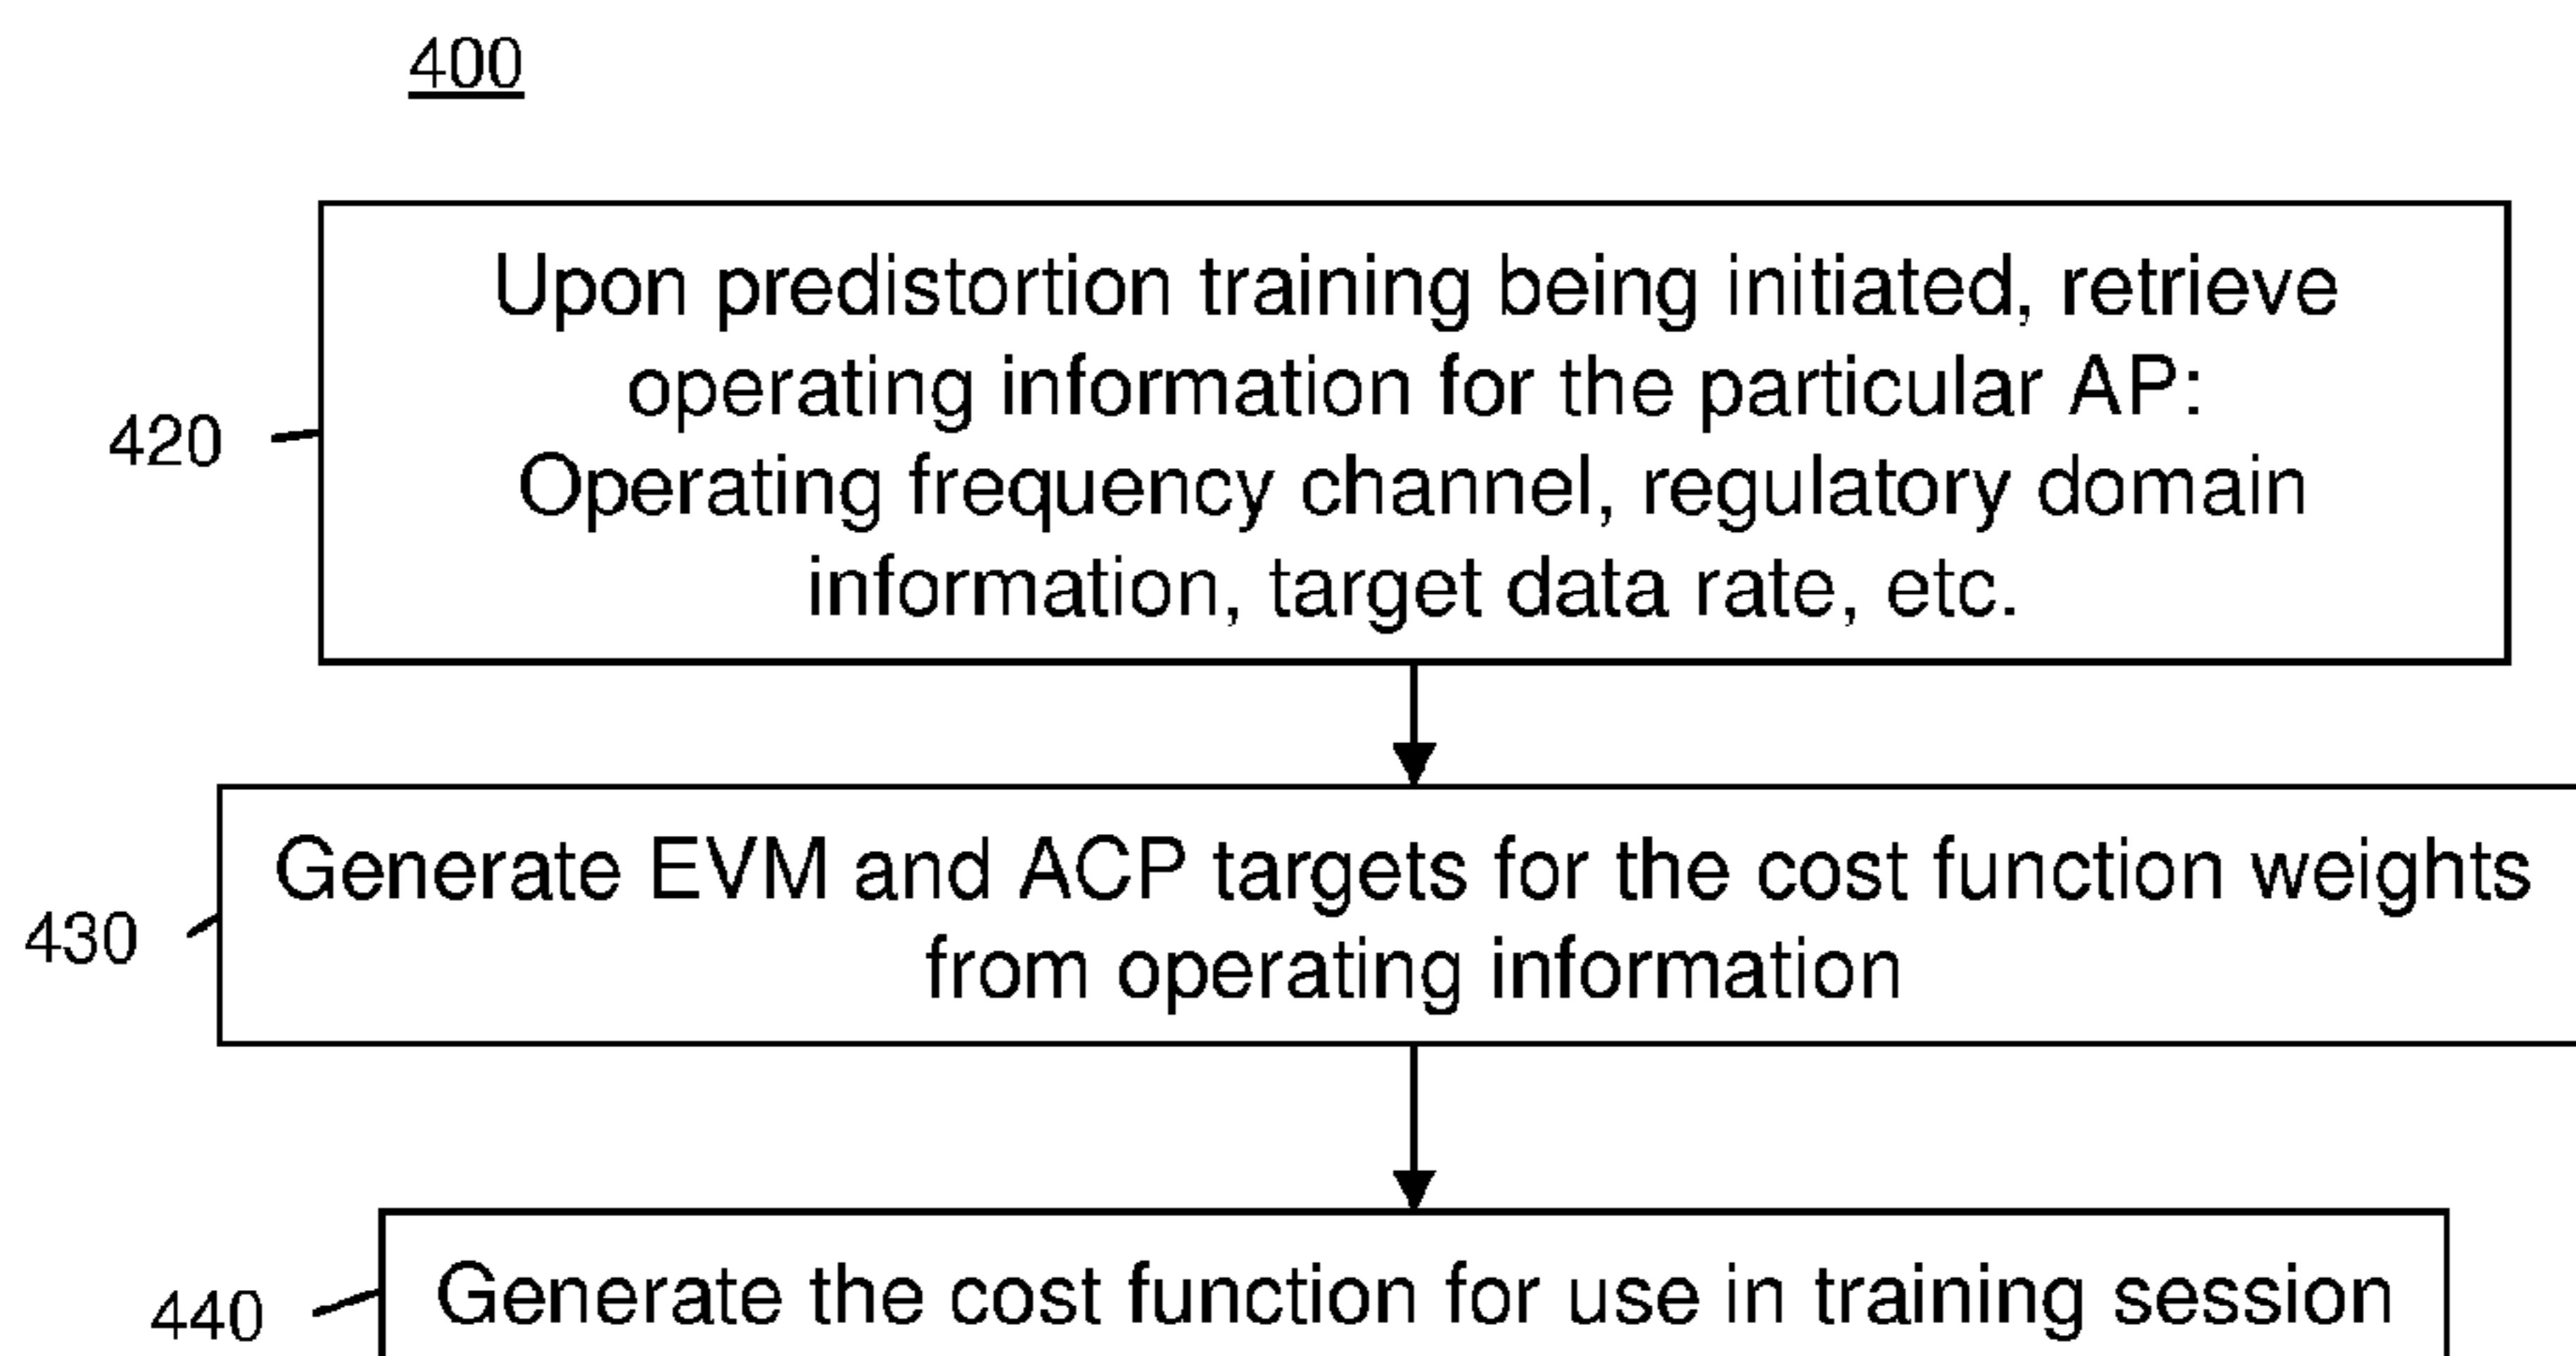 400
Upon predistortion training being initiated, retrieve
operating information for the particular AP:
420
Operating frequency channel, regulatory domain
information, target data rate, etc.
Generate EVM and ACP targets for the cost function weights
430
from operating information
440
Generate the cost function for use in training session